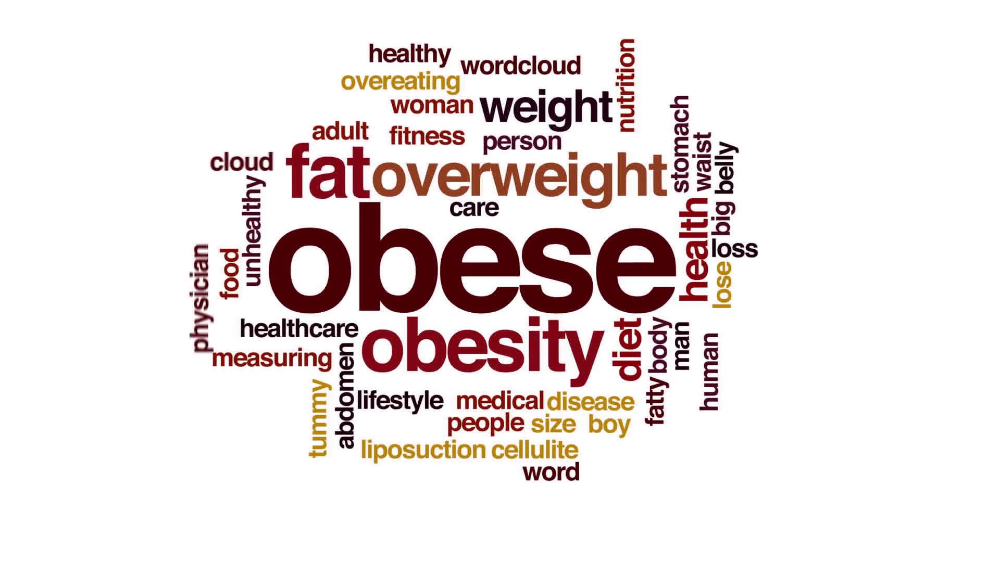 healthy
wordcloud
nutrition
overeating
woman
weight
stomach
adult
fitness
person
waist
belly
cloud
fat
overweight
unhealthy
care
big
health
physician
food
obese
loss
lose
healthcare
obesity
diet
body
man
human
measuring
abdomen
fatty
tummy
lifestyle
medical
disease
people
size
boy
liposuction
cellulite
word